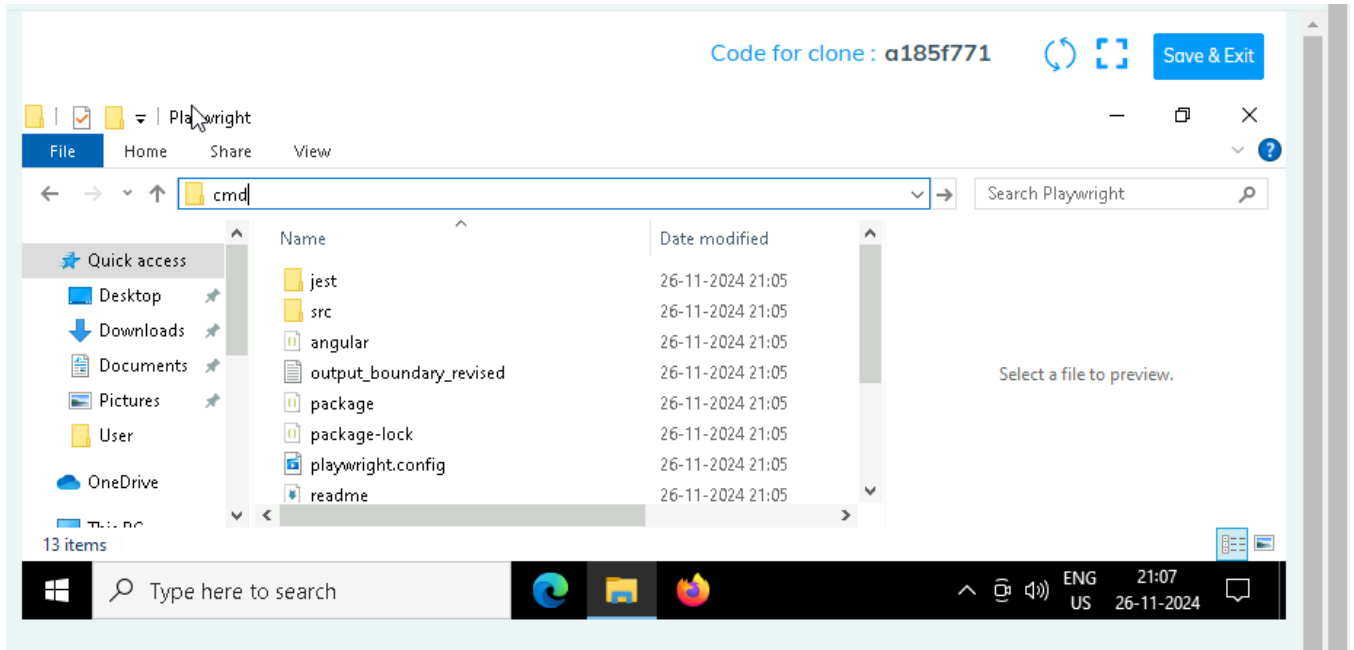 Code for clone : a185f771
Save & Exit
Playwright
File Home Share View
cmd
Search Playwright
Name Date modified
Quick access
Desktop
Downloads
Documents
Pictures
User
OneDrive
This PC
jest 26-11-2024 21:05
src 26-11-2024 21:05
angular 26-11-2024 21:05
output_boundary_revised 26-11-2024 21:05
package 26-11-2024 21:05
package-lock 26-11-2024 21:05
playwright.config 26-11-2024 21:05
readme 26-11-2024 21:05
Select a file to preview.
13 items
Type here to search
ENG
US
21:07
26-11-2024